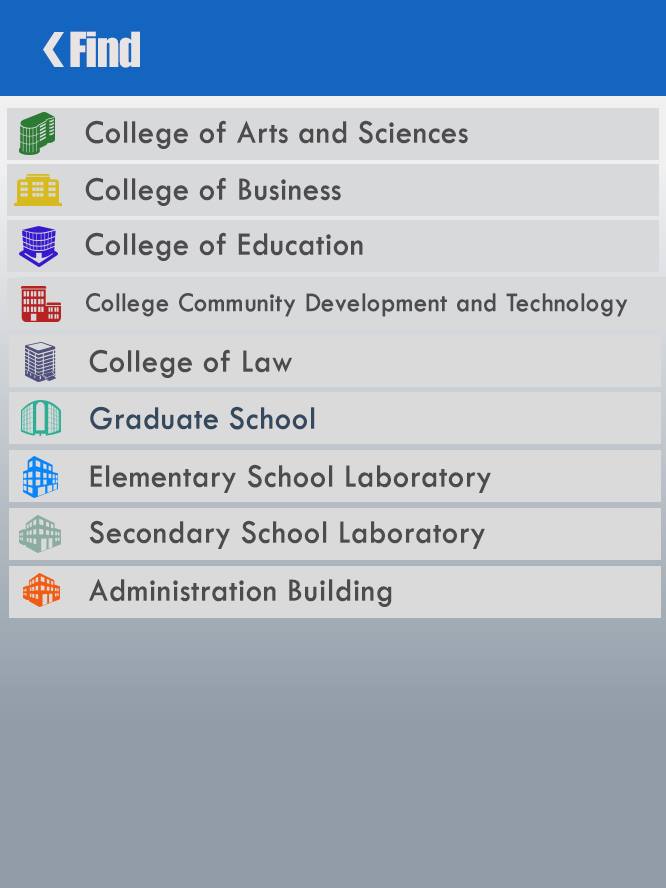 Find
College of Arts and Sciences
College of Business
College of Education
College Community Development and Technology
College of Law
Graduate School
Elementary School Laboratory
Secondary School Laboratory
Administration Building